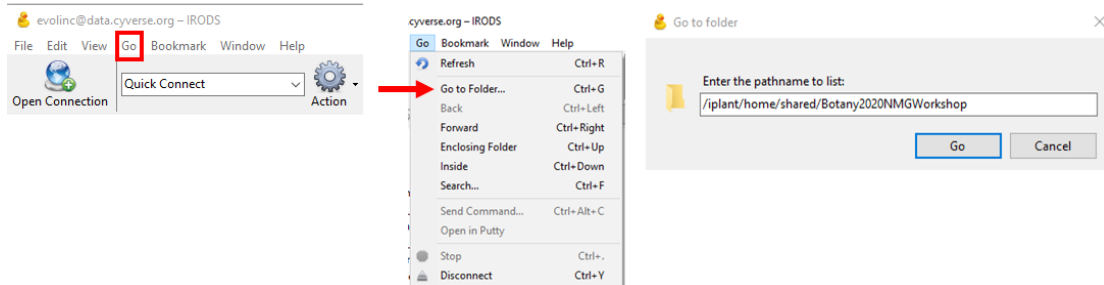 evolinc@data.cyverse.org – IRODS
File Edit View Go Bookmark Window Help
Open Connection
Quick Connect
Action
.cyverse.org – IRODS
Go Bookmark Window Help
Refresh Ctrl+R
Go to Folder... Ctrl+G
Back Ctrl+Left
Forward Ctrl+Right
Enclosing Folder Ctrl+Up
Inside Ctrl+Down
Search... Ctrl+F
Send Command... Ctrl+Alt+C
Open in Putty
Stop Ctrl+.
Disconnect Ctrl+Y
Go to folder
Enter the pathname to list:
/iplant/home/shared/Botany2020NMGWorkshop
Go Cancel